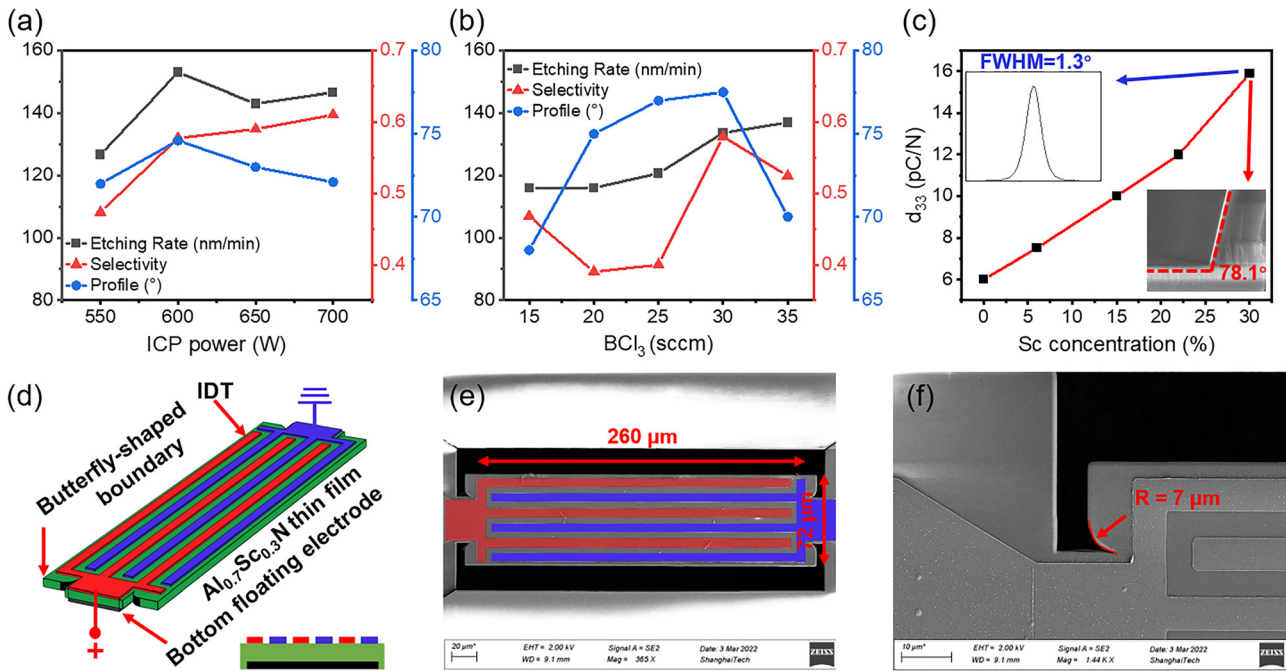 (a)
160
140
120
100
80
550
600
650
700
ICP power (W)
Etching Rate (nm/min)
Selectivity
Profile (°)
0.7
0.6
0.5
0.4
80
75
70
65
(b)
160
140
120
100
80
15
20
25
30
35
BCl₃ (sccm)
Etching Rate (nm/min)
Selectivity
Profile (°)
0.7
0.6
0.5
0.4
80
75
70
65
(c)
d₃₃ (pC/N)
16
14
12
10
8
6
0
5
10
15
20
25
30
Sc concentration (%)
FWHM=1.3°
78.1°
(d)
IDT
Butterfly-shaped
boundary
Al₀.₇Sc₀.₃N thin film
Bottom floating electrode
+
(e)
260 µm
72 µm
20 µm*
EHT = 2.00 kV
WD = 9.1 mm
Signal A = SE2
Mag = 365 X
Date: 3 Mar 2022
ShanghaiTech
ZEISS
(f)
R = 7 µm
10 µm*
EHT = 2.00 kV
WD = 9.1 mm
Signal A = SE2
Mag = 1.44 K X
Date: 3 Mar 2022
ShanghaiTech
ZEISS